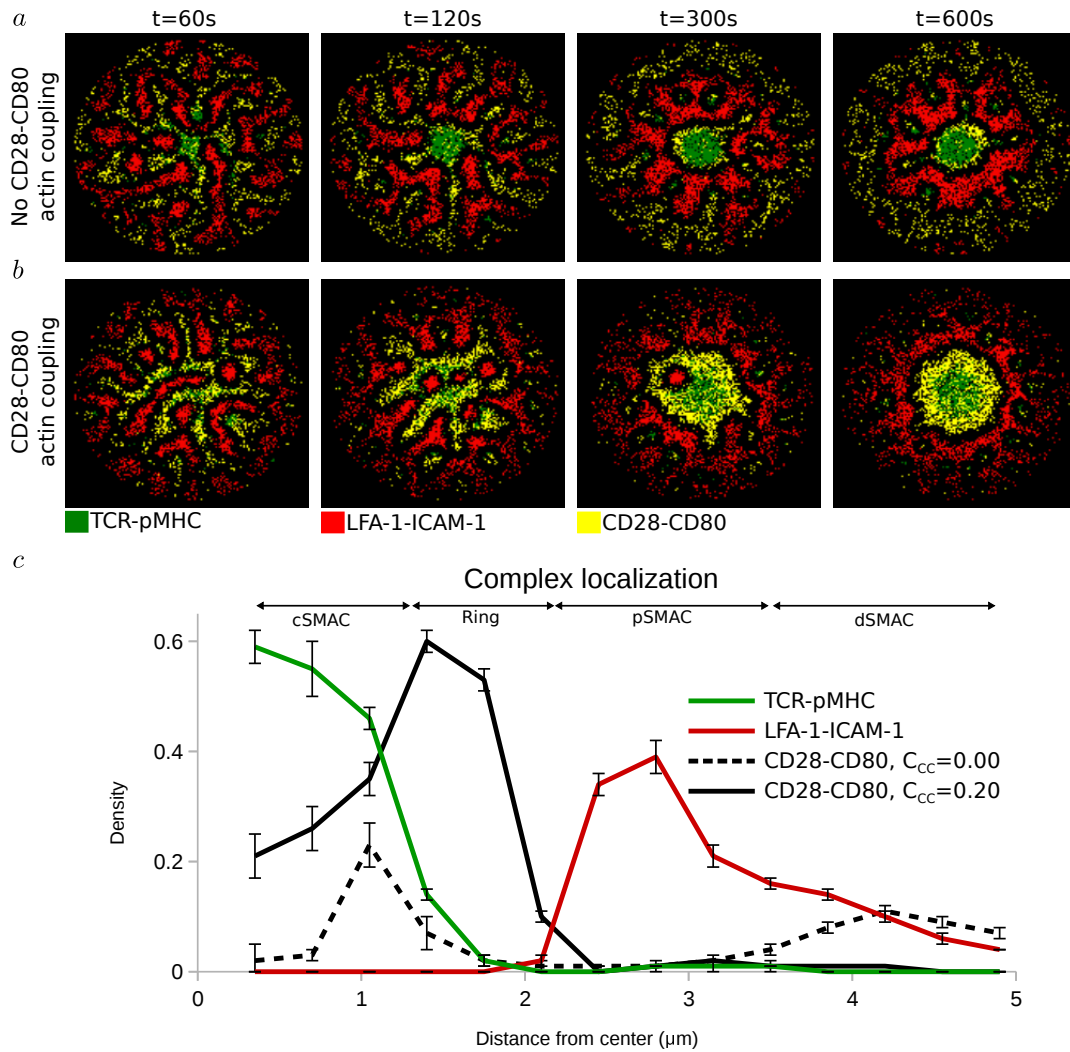 a
t=60s t=120s t=300s t=600s
No CD28-CD80
actin coupling
b
CD28-CD80
actin coupling
TCR-pMHC LFA-1-ICAM-1 CD28-CD80
c
Complex localization
cSMAC Ring pSMAC dSMAC
0.6
TCR-pMHC
LFA-1-ICAM-1
CD28-CD80, C_CC=0.00
CD28-CD80, C_CC=0.20
0.4
Density
0.2
0
0 1 2 3 4 5
Distance from center (µm)